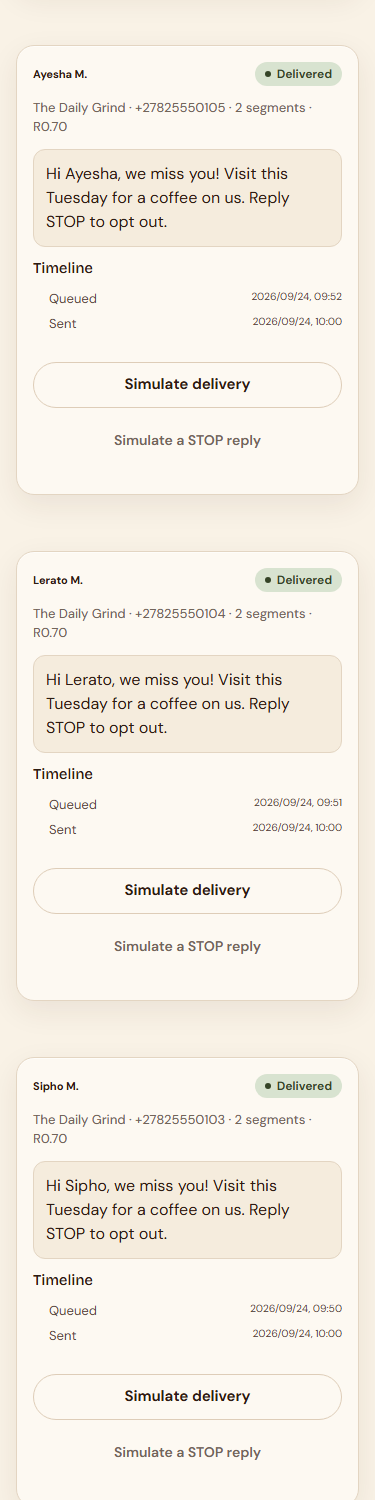 Ayesha M.
Delivered
The Daily Grind · +27825550105 · 2 segments ·
R0.70
Hi Ayesha, we miss you! Visit this
Tuesday for a coffee on us. Reply
STOP to opt out.
Timeline
Queued 2026/09/24, 09:52
Sent 2026/09/24, 10:00
Simulate delivery
Simulate a STOP reply
Lerato M.
Delivered
The Daily Grind · +27825550104 · 2 segments ·
R0.70
Hi Lerato, we miss you! Visit this
Tuesday for a coffee on us. Reply
STOP to opt out.
Timeline
Queued 2026/09/24, 09:51
Sent 2026/09/24, 10:00
Simulate delivery
Simulate a STOP reply
Sipho M.
Delivered
The Daily Grind · +27825550103 · 2 segments ·
R0.70
Hi Sipho, we miss you! Visit this
Tuesday for a coffee on us. Reply
STOP to opt out.
Timeline
Queued 2026/09/24, 09:50
Sent 2026/09/24, 10:00
Simulate delivery
Simulate a STOP reply